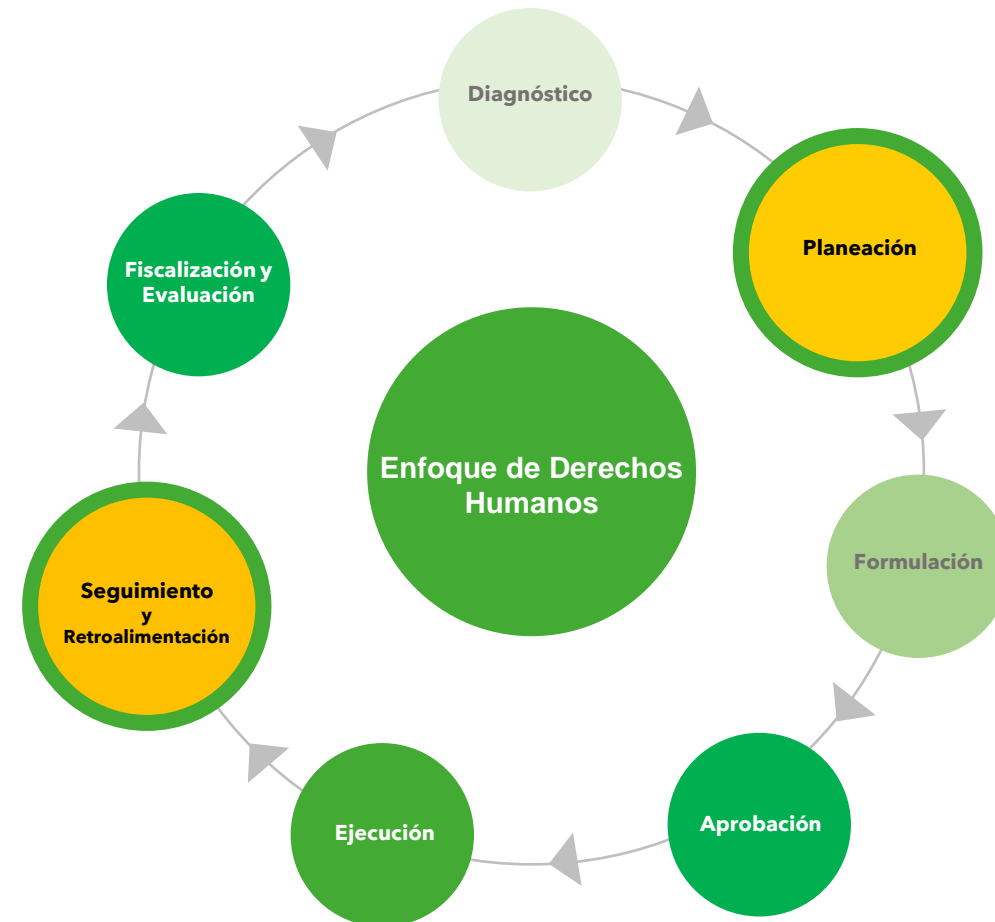 Diagnóstico
Planeación
Formulación
Aprobación
Ejecución
Seguimiento
y
Retroalimentación
Fiscalización y
Evaluación
Enfoque de Derechos
Humanos